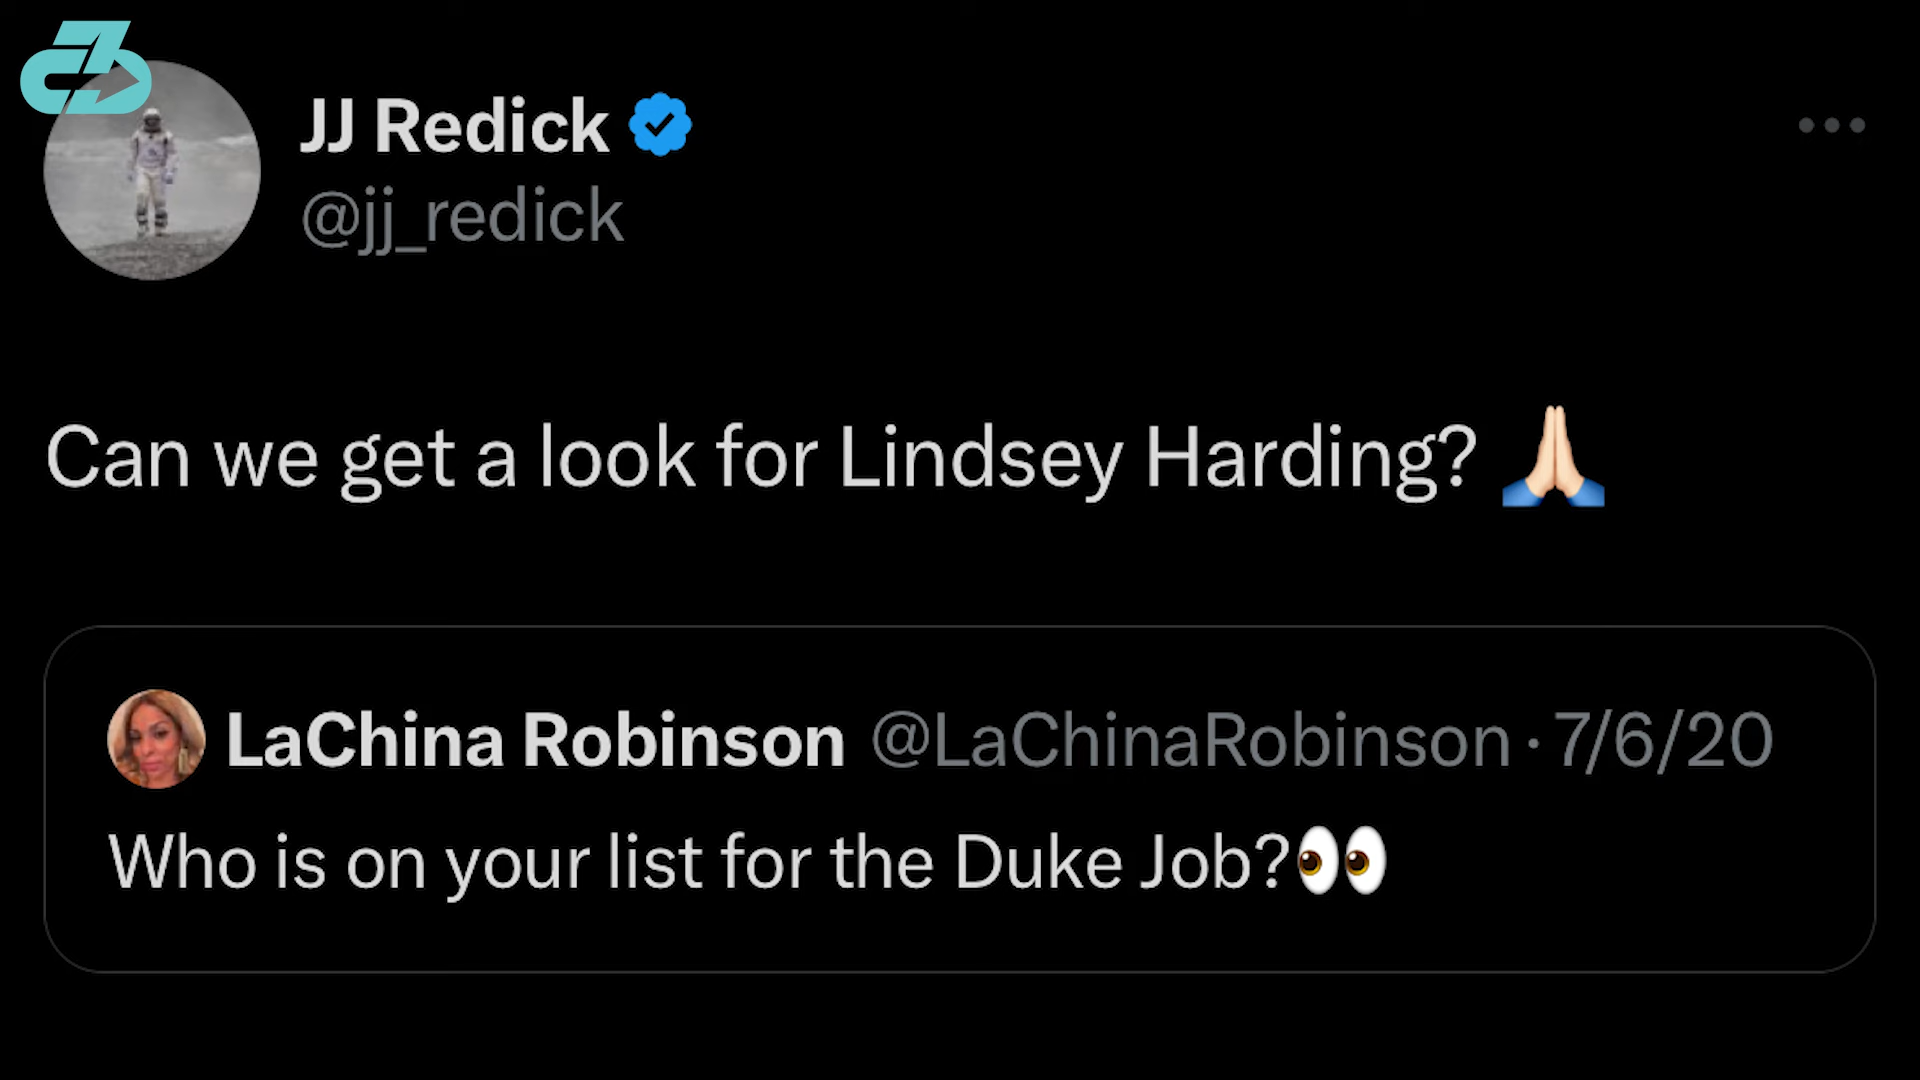 JJ Redick
@jj_redick
Can we get a look for Lindsey Harding? 🙏🏻
LaChina Robinson @LaChinaRobinson · 7/6/20
Who is on your list for the Duke Job?👀